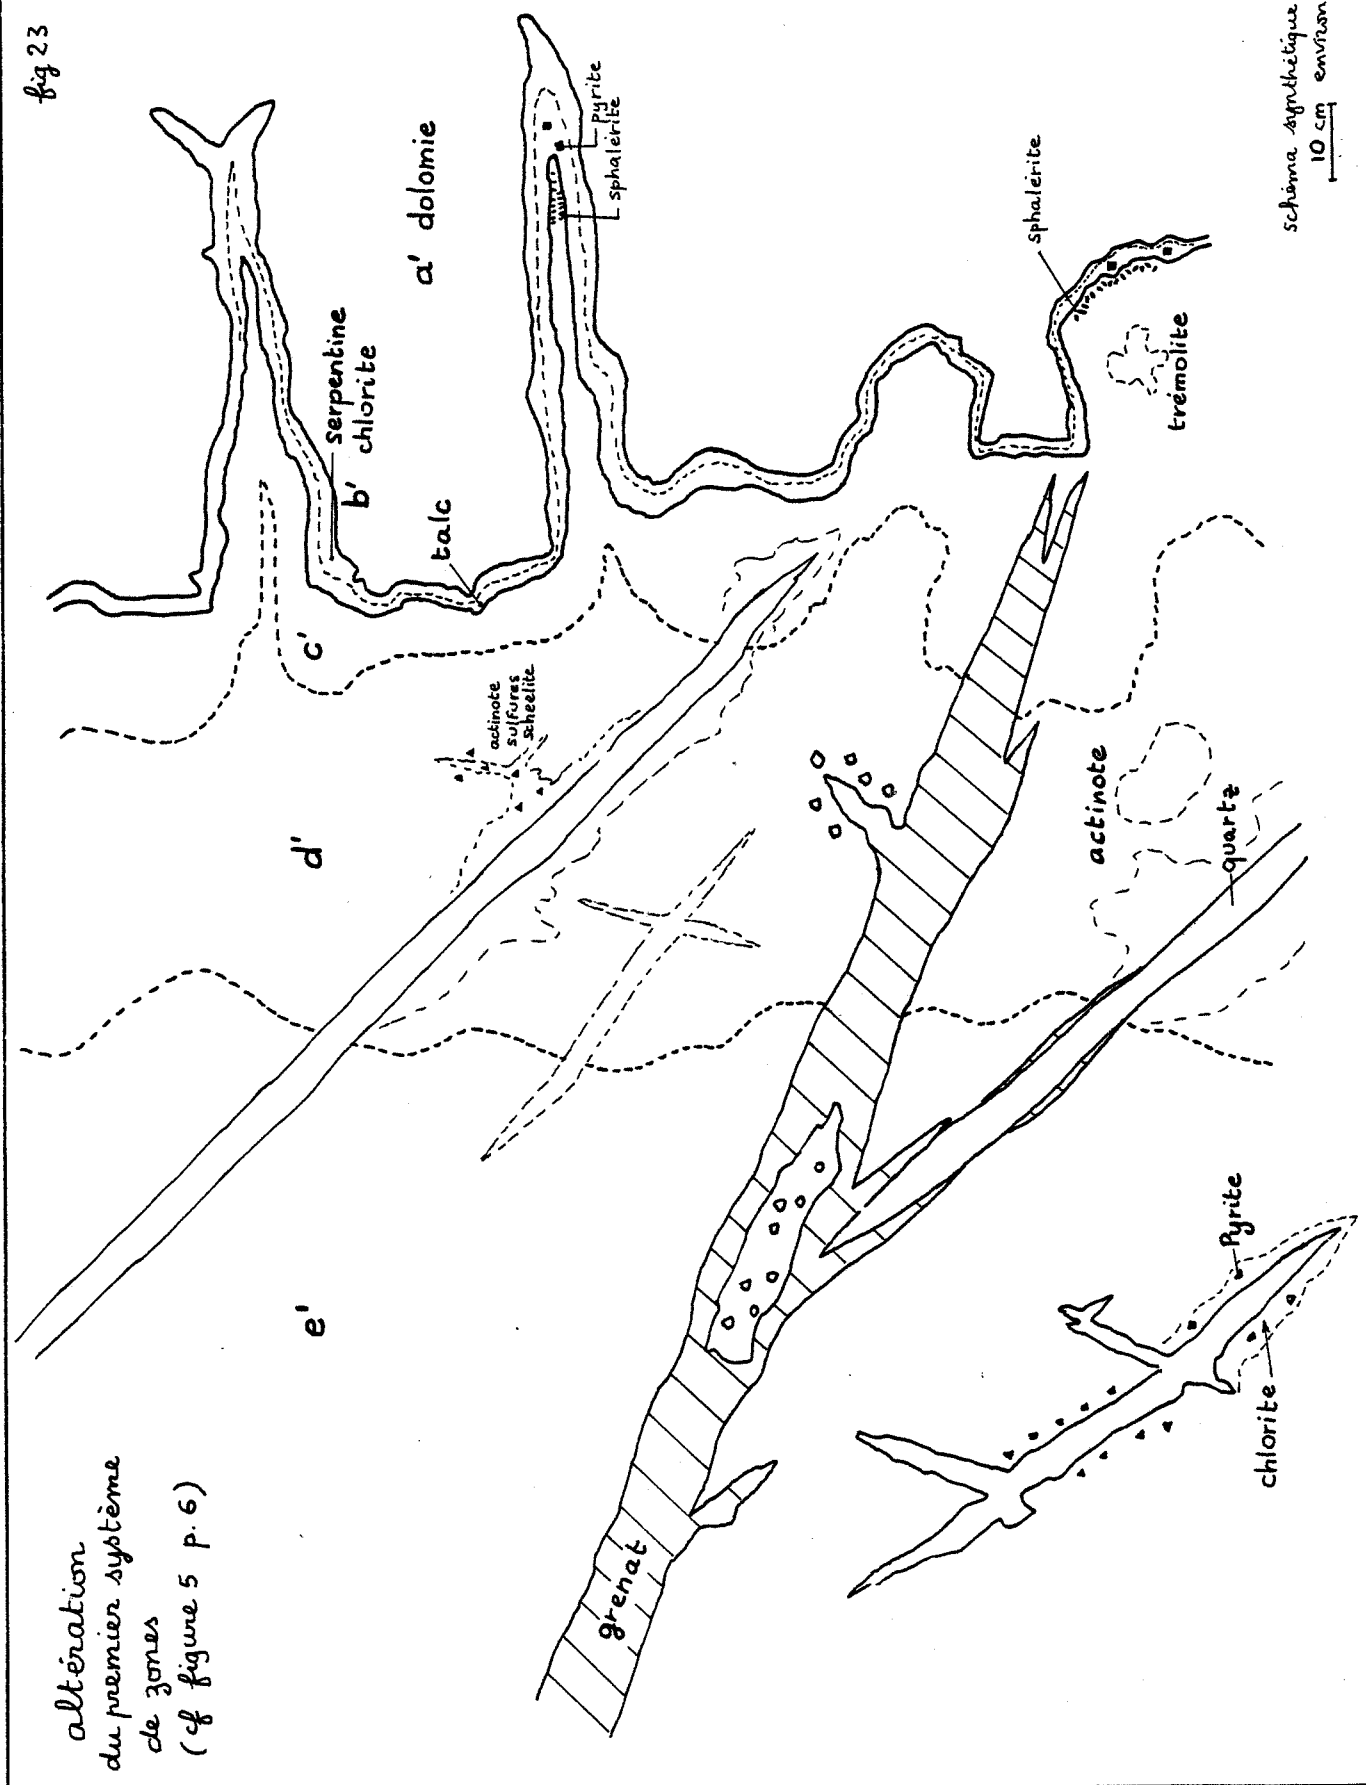 fig 23
altération
du premier système
de zones
(cf figure 5 p. 6)
e'
d'
c'
b'
serpentine
chlorite
a' dolomie
talc
actinote
sulfures
scheelite
pyrite
sphalérite
sphalérite
trémolite
actinote
quartz
grenat
Pyrite
chlorite
schéma synthétique
10 cm environ